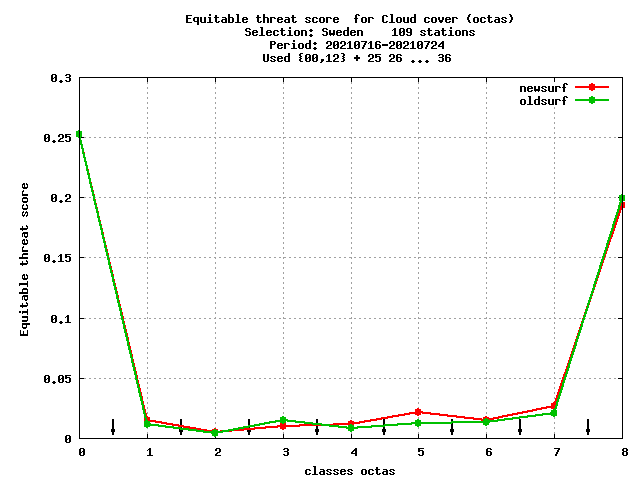 Equitable threat score  for Cloud cover (octas)
Selection: Sweden    109 stations
Period: 20210716-20210724
Used {00,12} + 25 26 ... 36
newsurf
oldsurf
0.3
0.25
0.2
0.15
0.1
0.05
0
Equitable threat score
0 1 2 3 4 5 6 7 8
classes octas